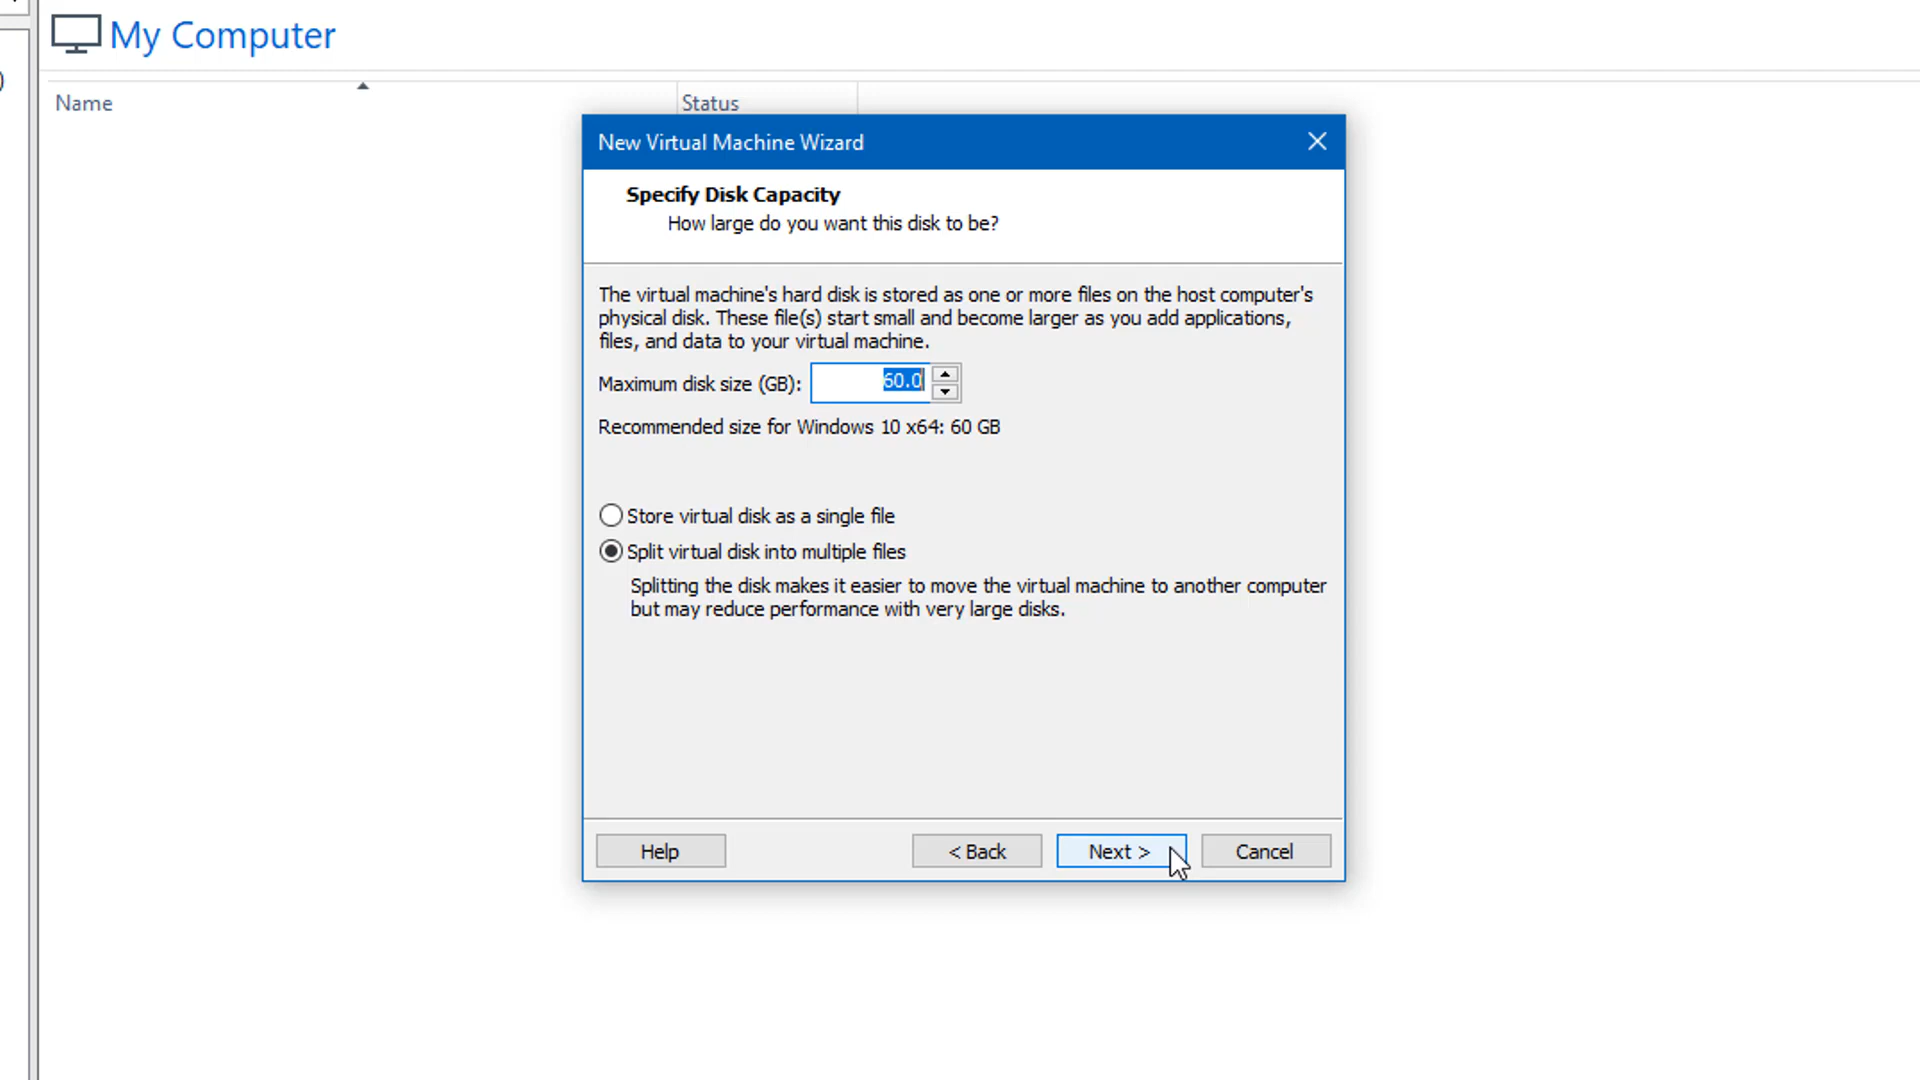 My Computer
)
Name
Status
New Virtual Machine Wizard
Specify Disk Capacity
How large do you want this disk to be?
The virtual machine's hard disk is stored as one or more files on the host computer's
physical disk. These file(s) start small and become larger as you add applications,
files, and data to your virtual machine.
Maximum disk size (GB): 60.0
Recommended size for Windows 10 x64: 60 GB
Store virtual disk as a single file
Split virtual disk into multiple files
Splitting the disk makes it easier to move the virtual machine to another computer
but may reduce performance with very large disks.
Help
< Back
Next >
Cancel